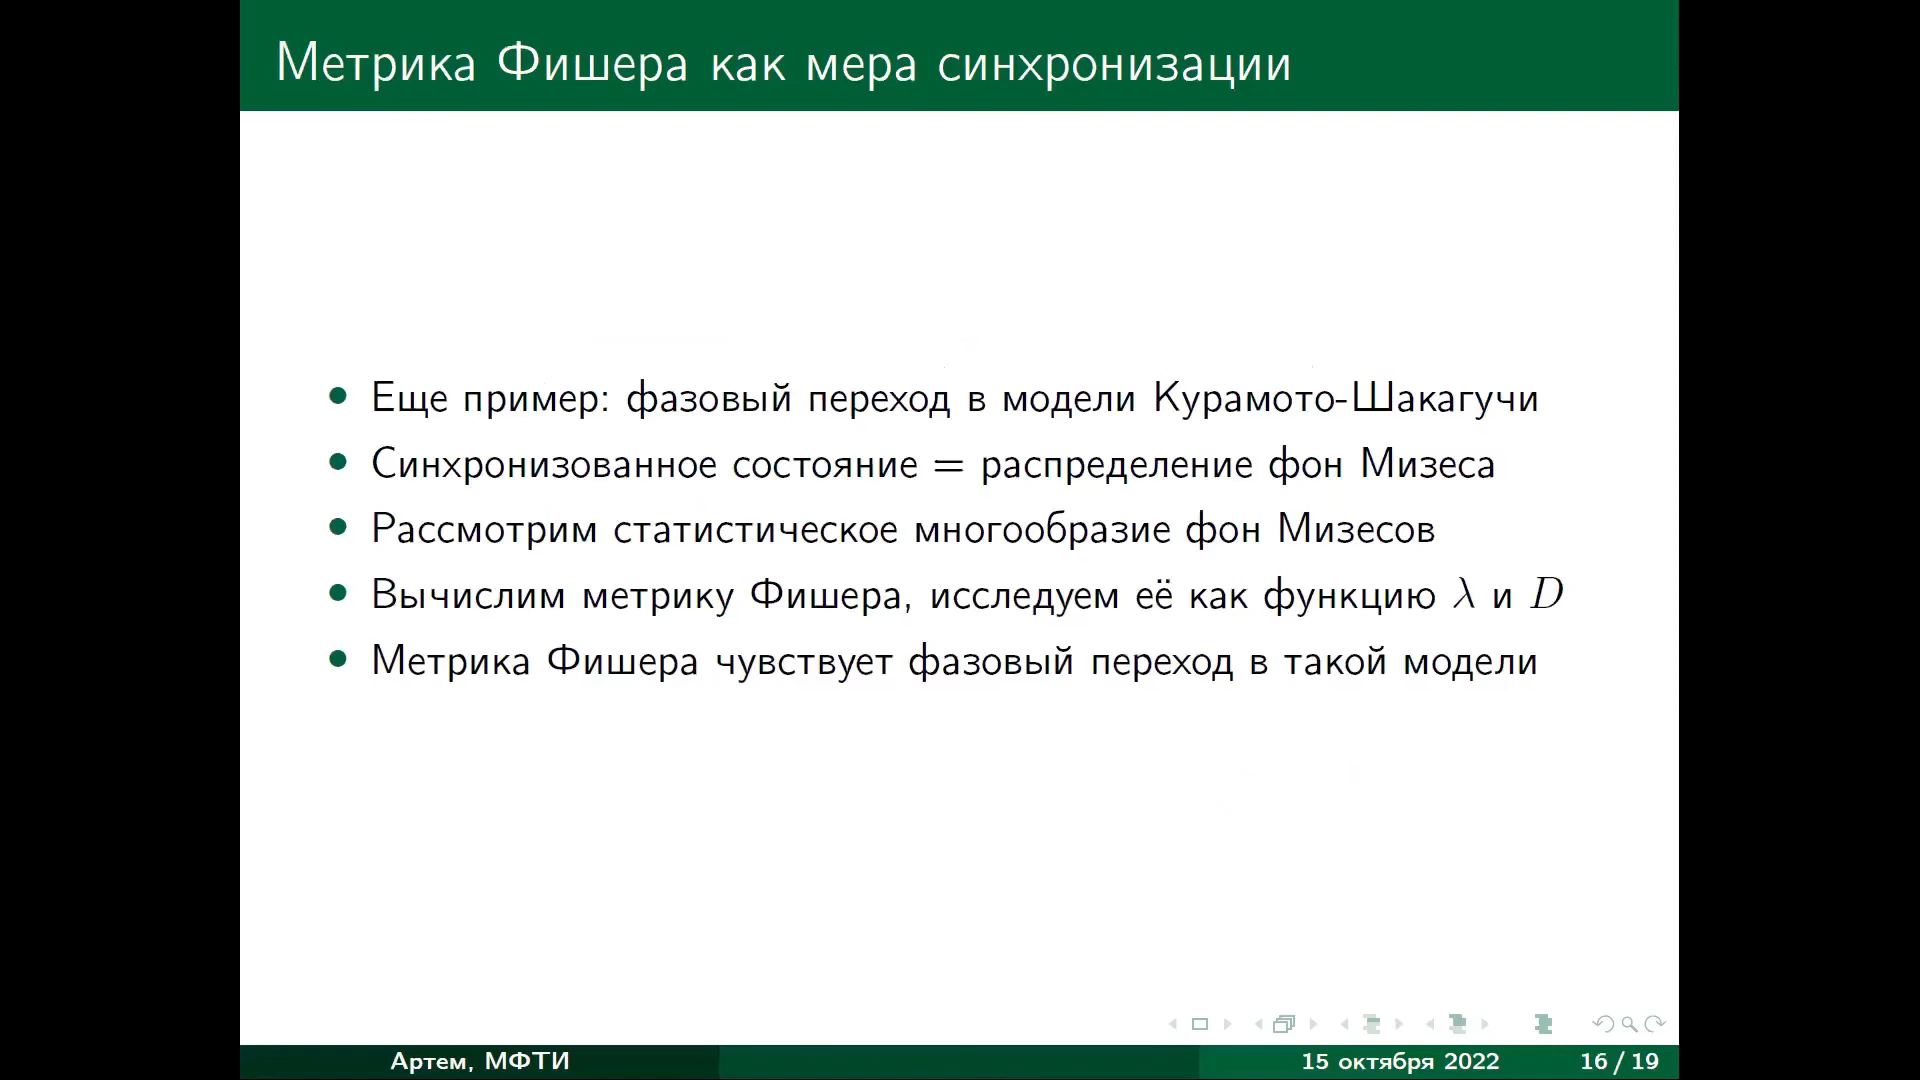 Метрика Фишера как мера синхронизации
Еще пример: фазовый переход в модели Курамото-Шакагучи
Синхронизованное состояние = распределение фон Мизеса
Рассмотрим статистическое многообразие фон Мизесов
Вычислим метрику Фишера, исследуем её как функцию λ и D
Метрика Фишера чувствует фазовый переход в такой модели
Артем, МФТИ
15 октября 2022
16 / 19